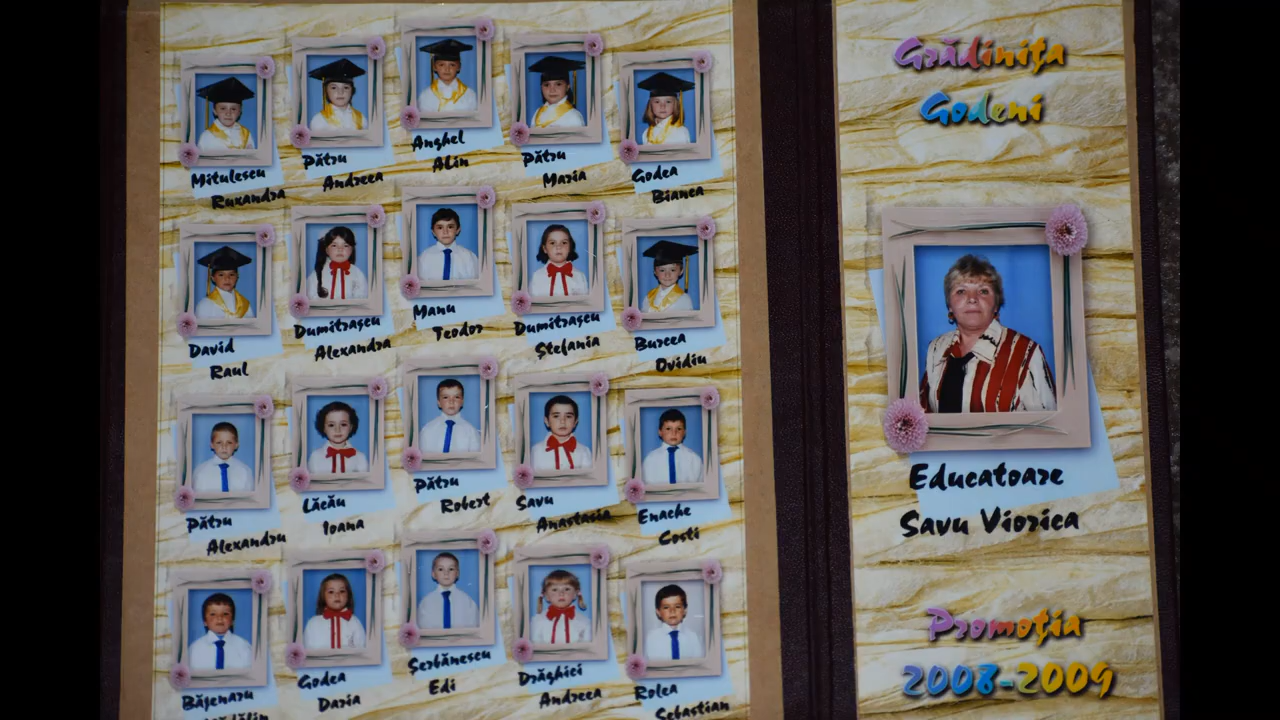 Mitulescu
Ruxandra
Pătru
Andreea
Anghel
Alin
Pătru
Maria
Godea
Bianca
David
Raul
Dumitrașcu
Alexandra
Manu
Teodor
Dumitrașcu
Ștefania
Burcea
Ovidiu
Pătru
Alexandru
Lăcău
Ioana
Pătru
Robert
Savu
Anastasia
Enache
Costi
Băjenaru
Godea
Daria
Șerbănescu
Edi
Drăghici
Andreea
Rolea
Sebastian
Grădinița
Godeni
Educatoare
Savu Viorica
Promoția
2008-2009